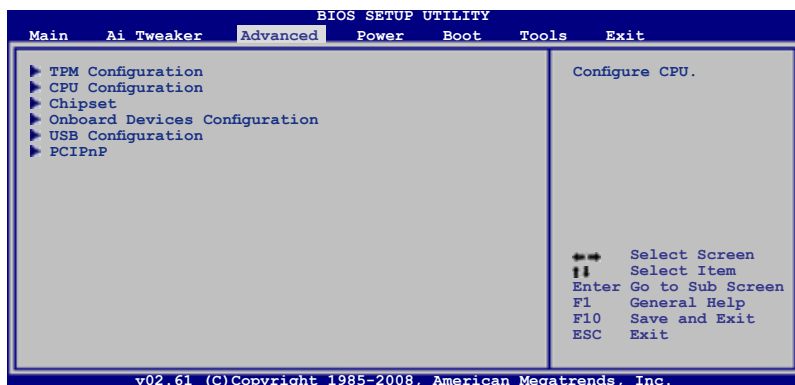 BIOS SETUP UTILITY
Main Ai Tweaker Advanced Power Boot Tools Exit
TPM Configuration
CPU Configuration
Chipset
Onboard Devices Configuration
USB Configuration
PCIPnP
Configure CPU.
Select Screen
Select Item
Enter Go to Sub Screen
F1 General Help
F10 Save and Exit
ESC Exit
v02.61 (C)Copyright 1985-2008, American Megatrends, Inc.